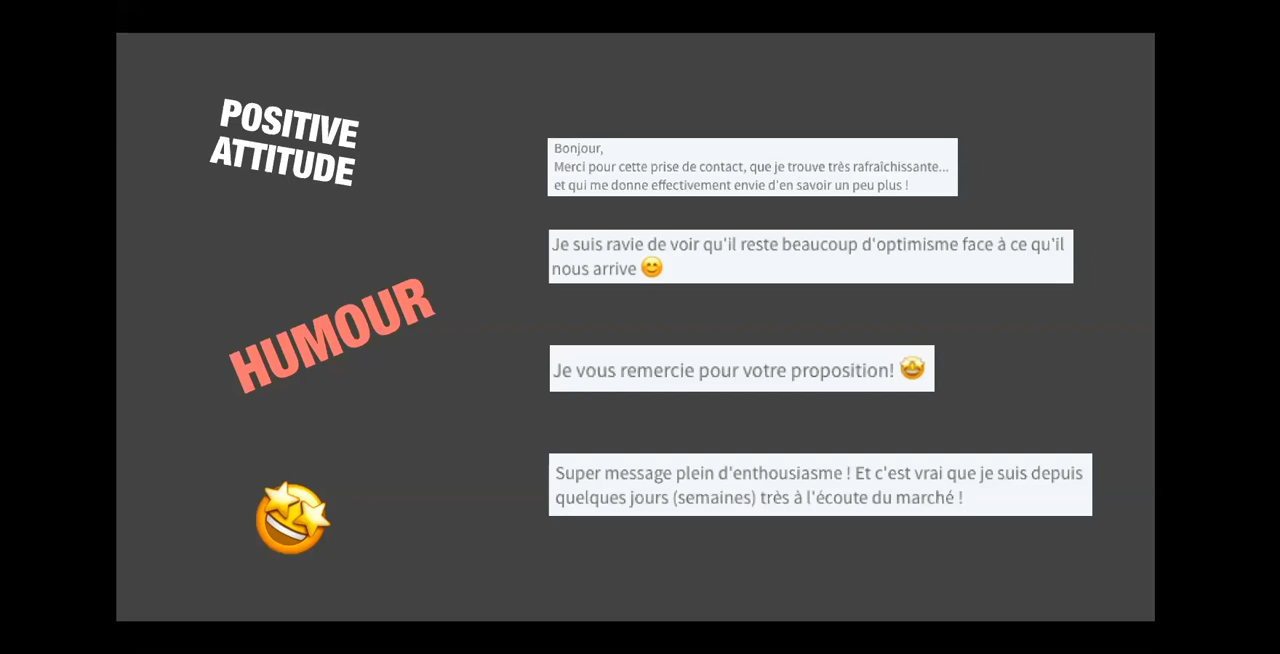 POSITIVE
ATTITUDE
HUMOUR
Bonjour,
Merci pour cette prise de contact, que je trouve très rafraîchissante...
et qui me donne effectivement envie d'en savoir un peu plus !
Je suis ravie de voir qu'il reste beaucoup d'optimisme face à ce qu'il
nous arrive 😊
Je vous remercie pour votre proposition! 🤩
Super message plein d'enthousiasme ! Et c'est vrai que je suis depuis
quelques jours (semaines) très à l'écoute du marché !